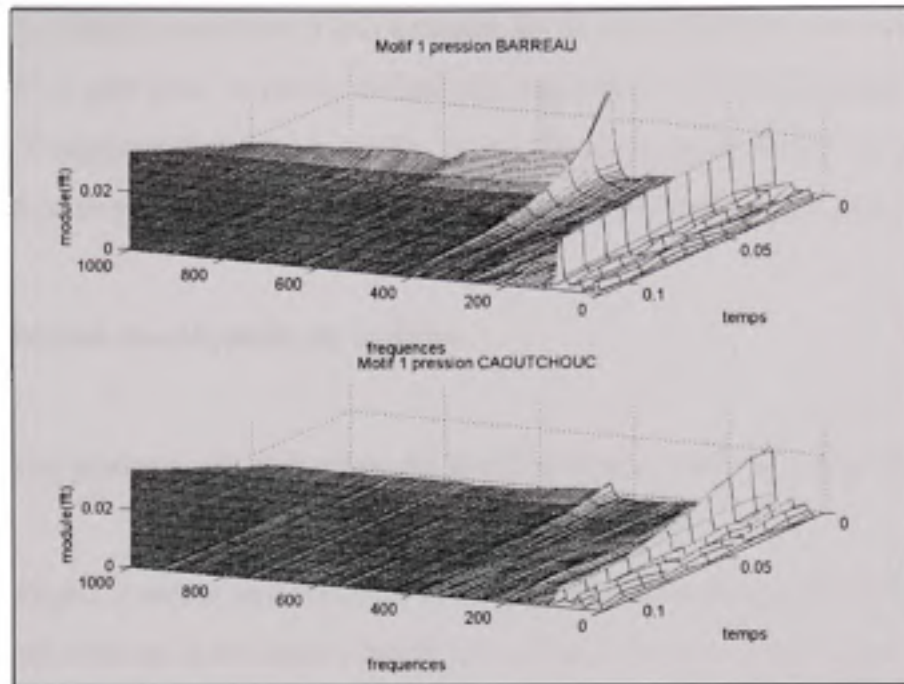 Motif 1 pression BARREAU
module(fft)
0.02
0
1000
800
600
400
200
0
0.1
0.05
0
temps
frequences
Motif 1 pression CAOUTCHOUC
module(fft)
0.02
0
1000
800
600
400
200
0
0.1
0.05
0
temps
frequences